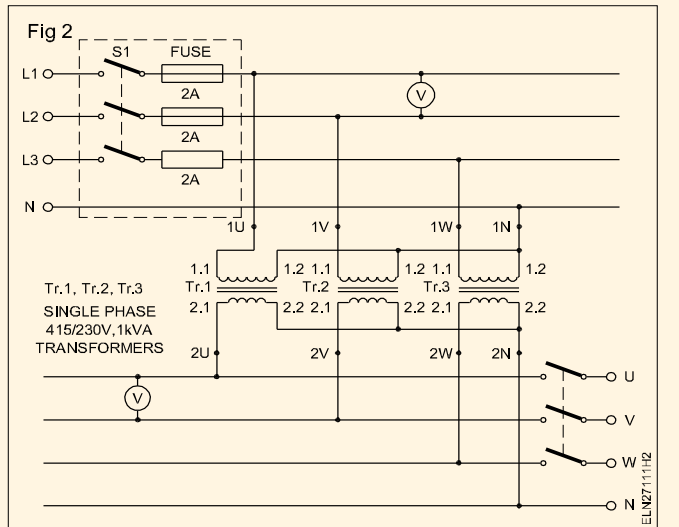 Fig 2
S1 FUSE
L1
2A
V
L2
2A
L3
2A
N
1U 1V 1W 1N
1.1 1.2 1.1 1.2 1.1 1.2
Tr.1 Tr.2 Tr.3
2.1 2.2 2.1 2.2 2.1 2.2
Tr.1, Tr.2, Tr.3
SINGLE PHASE
415/230V,1kVA
TRANSFORMERS
2U 2V 2W 2N
U
V
V
W
N
ELN27111H2